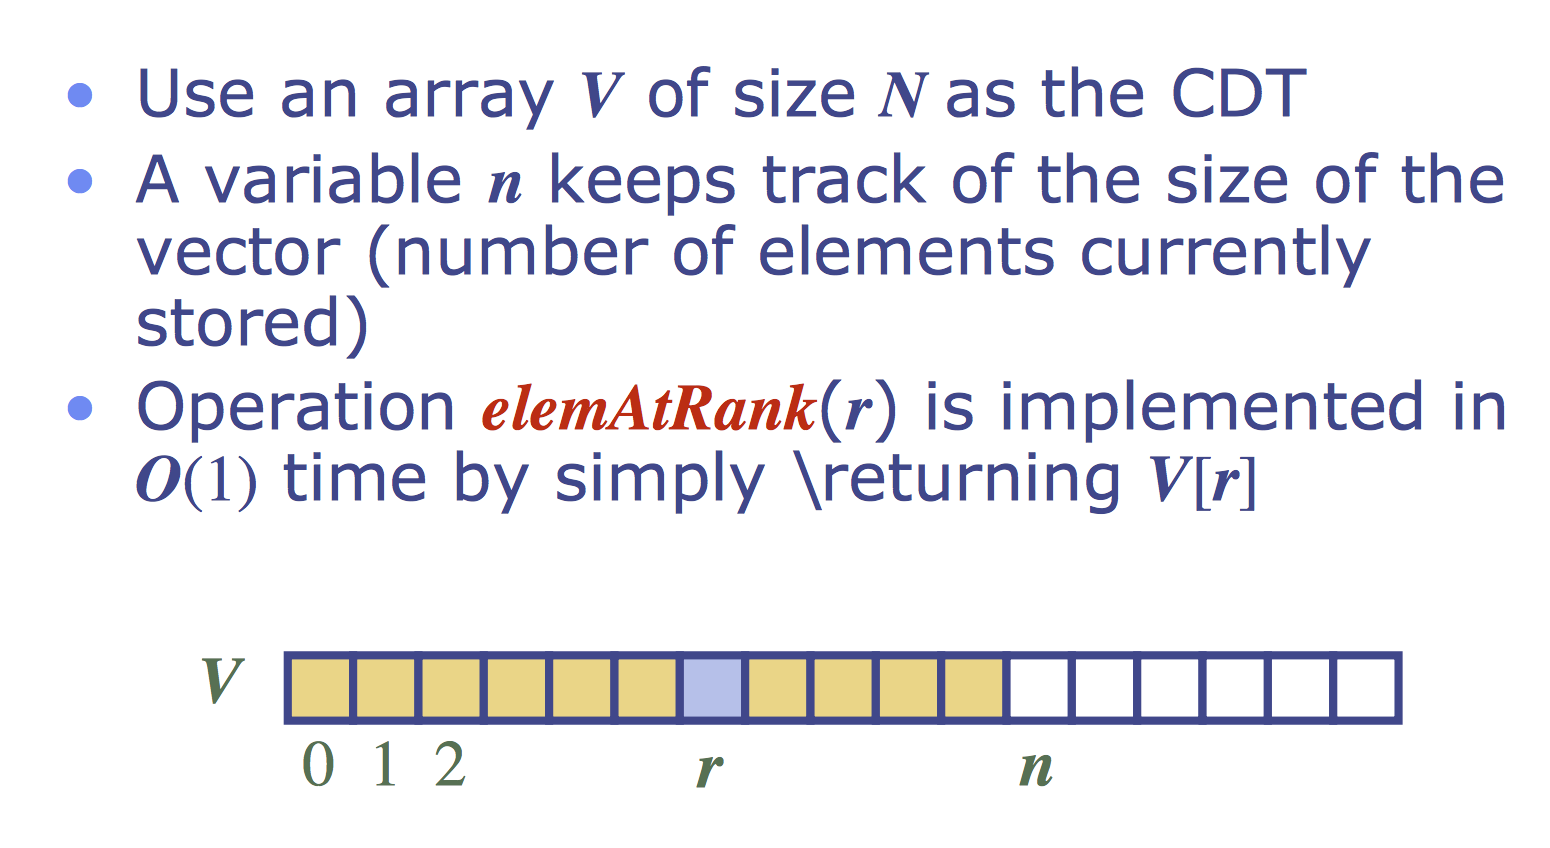 • Use an array V of size N as the CDT
• A variable n keeps track of the size of the
vector (number of elements currently
stored)
• Operation elemAtRank(r) is implemented in
O(1) time by simply \returning V[r]
V
0 1 2 r n